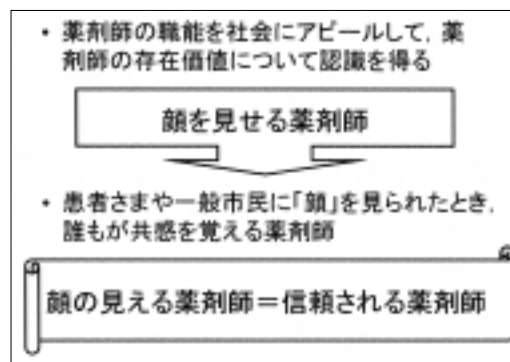 ・ 薬剤師の職能を社会にアピールして，薬
剤師の存在価値について認識を得る
顔を見せる薬剤師
・ 患者さまや一般市民に「顔」を見られたとき，
誰もが共感を覚える薬剤師
顔の見える薬剤師＝信頼される薬剤師